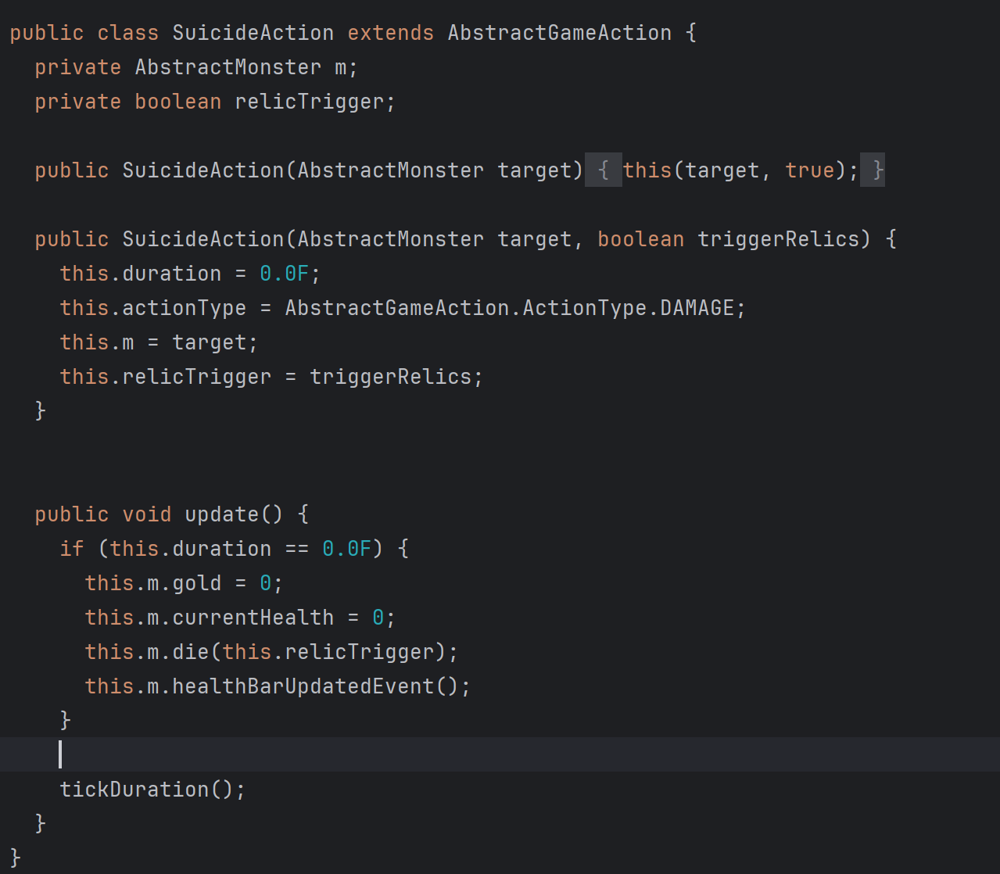 public class SuicideAction extends AbstractGameAction {
  private AbstractMonster m;
  private boolean relicTrigger;

  public SuicideAction(AbstractMonster target) { this(target, true); }

  public SuicideAction(AbstractMonster target, boolean triggerRelics) {
    this.duration = 0.0F;
    this.actionType = AbstractGameAction.ActionType.DAMAGE;
    this.m = target;
    this.relicTrigger = triggerRelics;
  }


  public void update() {
    if (this.duration == 0.0F) {
      this.m.gold = 0;
      this.m.currentHealth = 0;
      this.m.die(this.relicTrigger);
      this.m.healthBarUpdatedEvent();
    }

    tickDuration();
  }
}